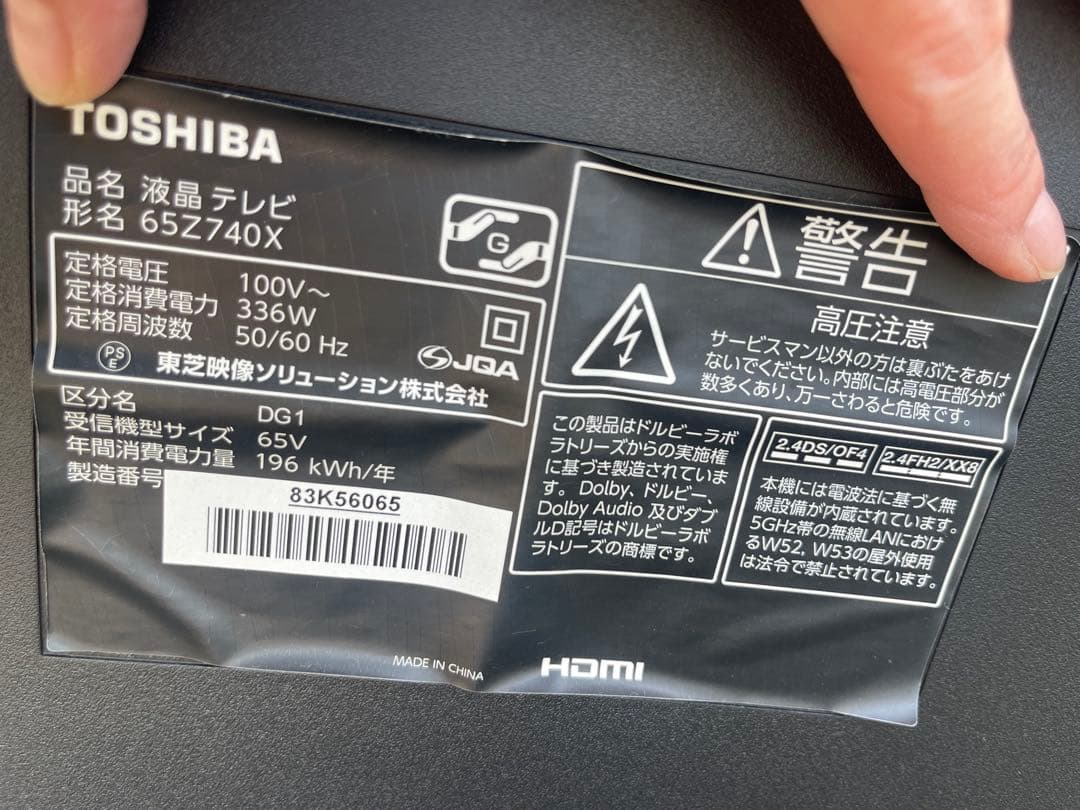 TOSHIBA
品名 液晶テレビ
形名 65Z740X
G
定格電圧 100V～
定格消費電力 336W
定格周波数 50/60 Hz
PS
E
JQA
東芝映像ソリューション株式会社
区分名 DG1
受信機型サイズ 65V
年間消費電力量 196 kWh/年
製造番号
83K56065
MADE IN CHINA
警告
高圧注意
サービスマン以外の方は裏ぶたをあけ
ないでください。内部には高電圧部分が
数多くあり、万一さわると危険です。
この製品はドルビーラボ
ラトリーズからの実施権
に基づき製造されていま
す。Dolby、ドルビー、
Dolby Audio 及びダブ
ルD記号はドルビーラボ
ラトリーズの商標です。
2.4DS/OF4 2.4FH2/XX8
本機には電波法に基づく無
線設備が内蔵されています。
5GHz帯の無線LANにおけ
るW52, W53の屋外使用
は法令で禁止されています。
HDMI